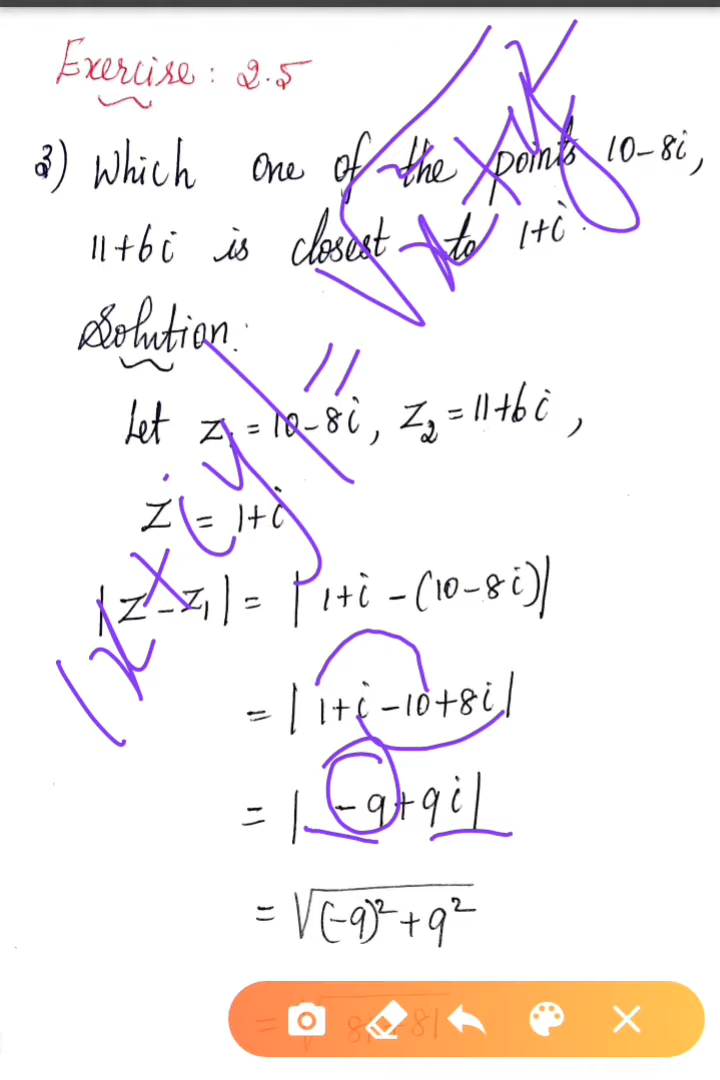 Exercise: 2.5
3) Which one of the points 10-8i,
11+6i is closest to 1+i.
Solution:
Let z₁ = 10-8i, z₂ = 11+6i,
z = 1+i
|z-z₁| = |1+i-(10-8i)|
= |1+i-10+8i|
= |-9+9i|
= √(-9)²+9²
= √81+81